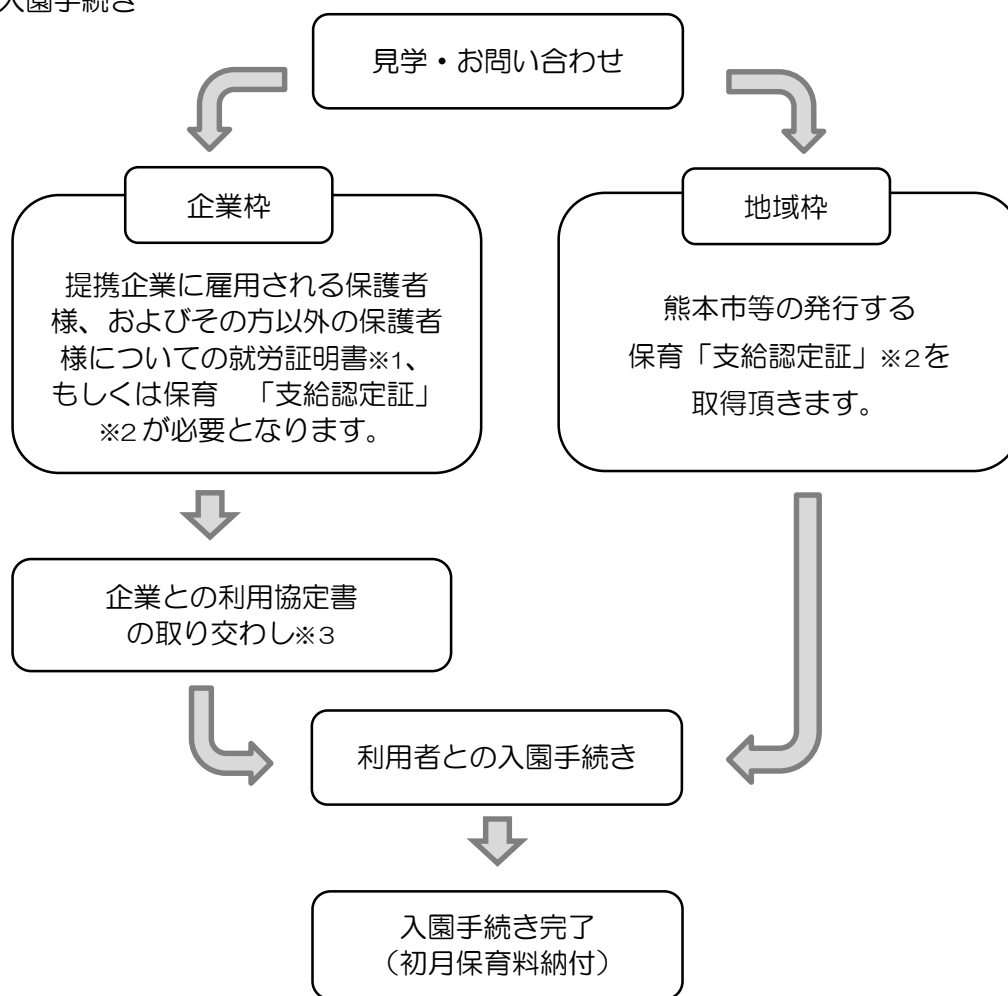 入園手続き
見学・お問い合わせ
企業枠
提携企業に雇用される保護者
様、およびその方以外の保護者
様についての就労証明書※1、
もしくは保育　「支給認定証」
※2が必要となります。
地域枠
熊本市等の発行する
保育「支給認定証」※2を
取得頂きます。
企業との利用協定書
の取り交わし※3
利用者との入園手続き
入園手続き完了
（初月保育料納付）